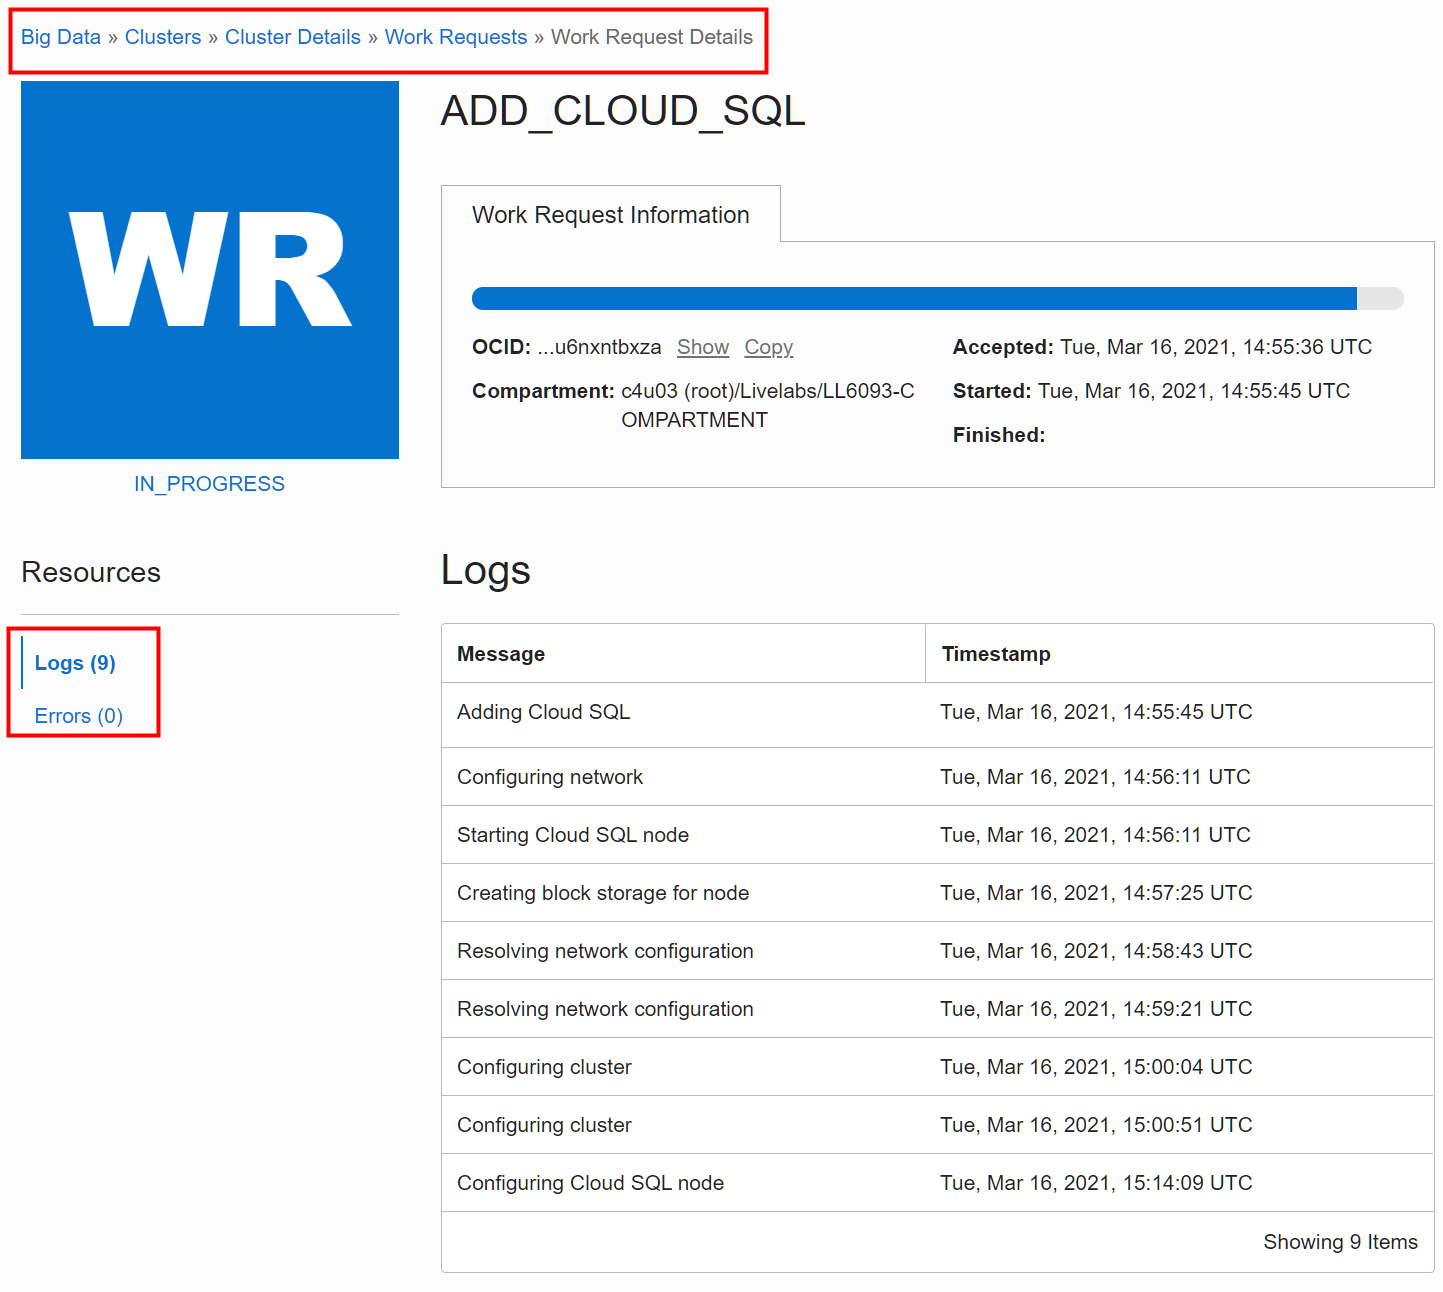 Big Data » Clusters » Cluster Details » Work Requests » Work Request Details
WR
IN_PROGRESS
ADD_CLOUD_SQL
Work Request Information
OCID: ...u6nxntbxza Show Copy
Compartment: c4u03 (root)/Livelabs/LL6093-C
OMPARTMENT
Accepted: Tue, Mar 16, 2021, 14:55:36 UTC
Started: Tue, Mar 16, 2021, 14:55:45 UTC
Finished:
Resources
Logs (9)
Errors (0)
Logs
Message Timestamp
Adding Cloud SQL Tue, Mar 16, 2021, 14:55:45 UTC
Configuring network Tue, Mar 16, 2021, 14:56:11 UTC
Starting Cloud SQL node Tue, Mar 16, 2021, 14:56:11 UTC
Creating block storage for node Tue, Mar 16, 2021, 14:57:25 UTC
Resolving network configuration Tue, Mar 16, 2021, 14:58:43 UTC
Resolving network configuration Tue, Mar 16, 2021, 14:59:21 UTC
Configuring cluster Tue, Mar 16, 2021, 15:00:04 UTC
Configuring cluster Tue, Mar 16, 2021, 15:00:51 UTC
Configuring Cloud SQL node Tue, Mar 16, 2021, 15:14:09 UTC
Showing 9 Items